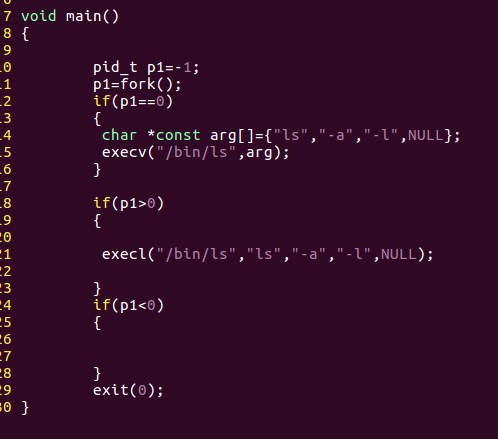 7 void main()
8 {
9
10 pid_t p1=-1;
11 p1=fork();
12 if(p1==0)
13 {
14 char *const arg[]={"ls","-a","-l",NULL};
15 execv("/bin/ls",arg);
16 }
17
18 if(p1>0)
19 {
20
21 execl("/bin/ls","ls","-a","-l",NULL);
22
23 }
24 if(p1<0)
25 {
26
27
28 }
29 exit(0);
30 }